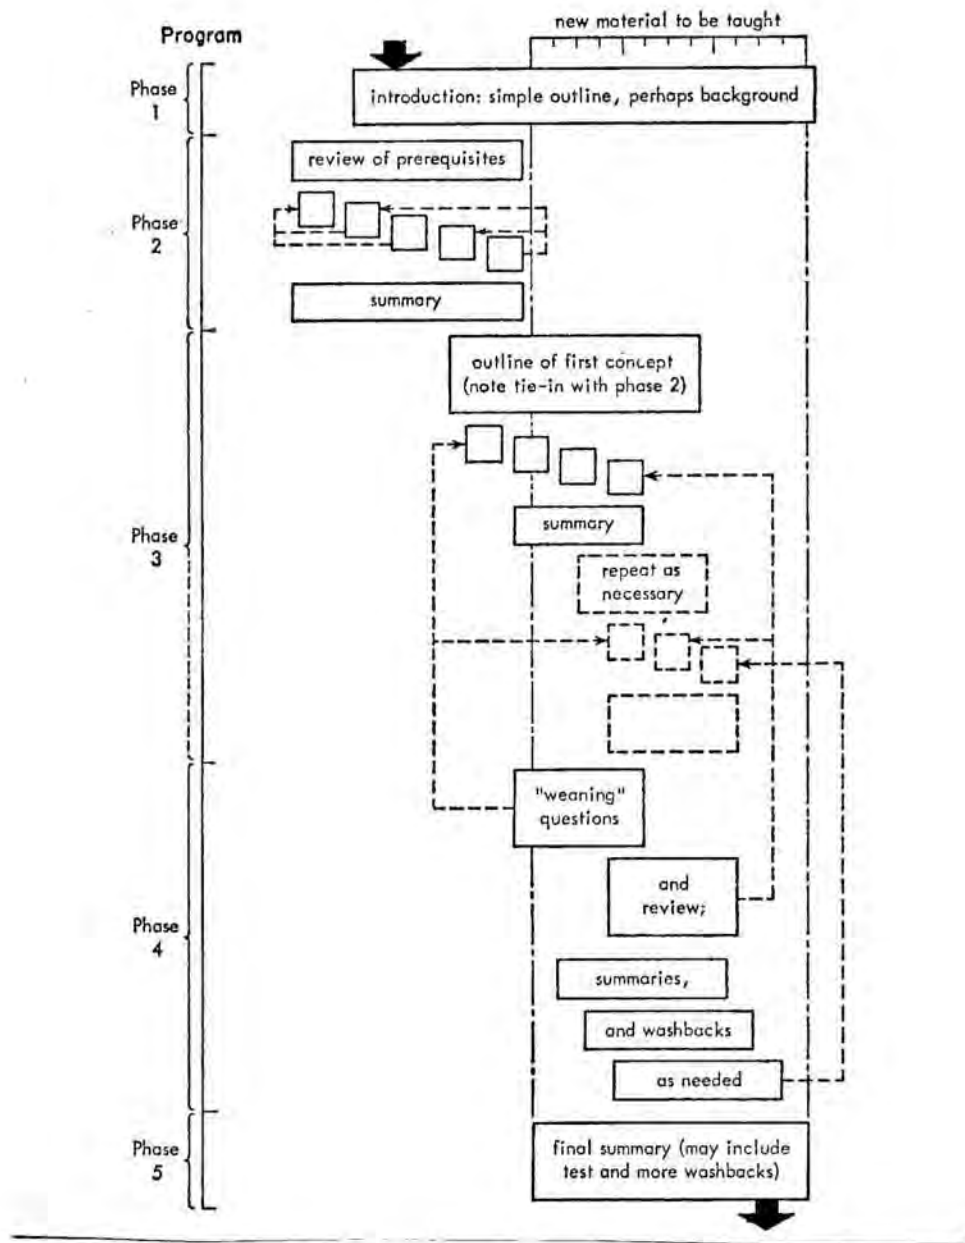 new material to be taught
Program
Phase
1
introduction: simple outline, perhaps background
review of prerequisites
Phase
2
summary
outline of first concept
(note tie-in with phase 2)
Phase
3
summary
repeat as
necessary
"weaning"
questions
and
review;
Phase
4
summaries,
and washbacks
as needed
Phase
5
final summary (may include
test and more washbacks)